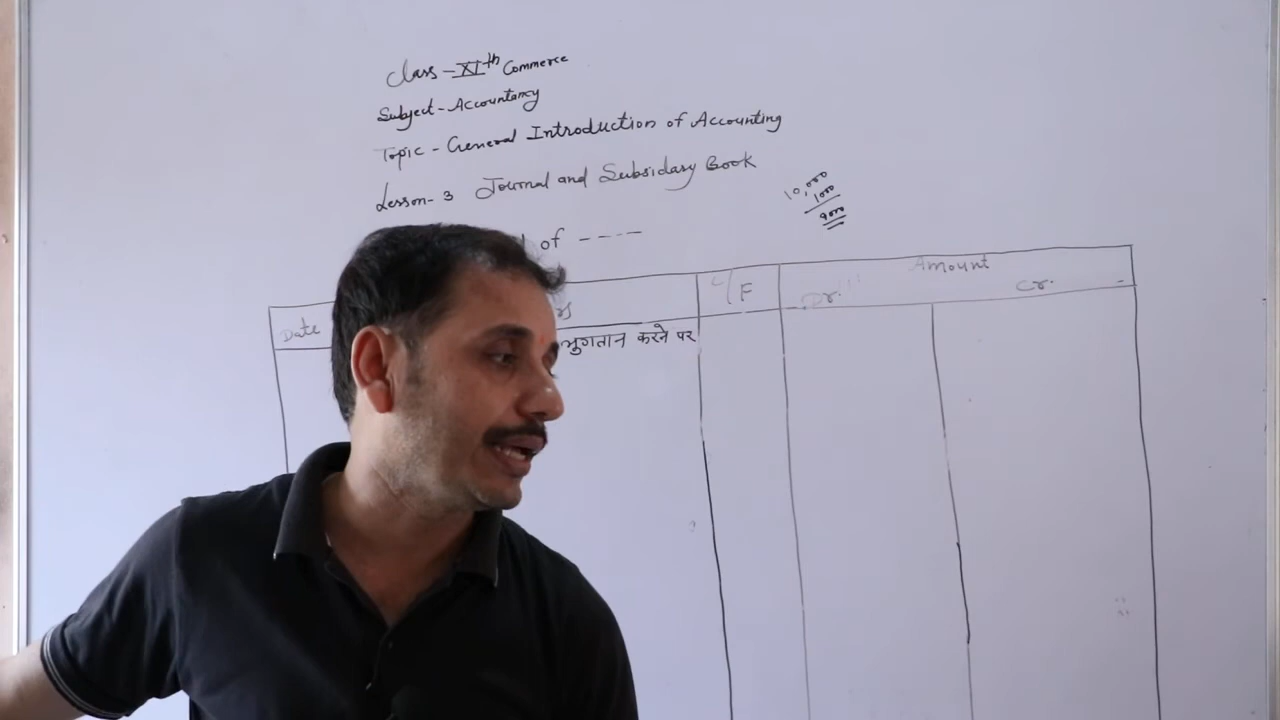 Class - XIth Commerce
Subject - Accountancy
Topic - General Introduction of Accounting
Lesson - 3 Journal and Subsidary Book
10,000
1000
9000
of ----
Date
L/F
Amount
Dr.
Cr.
भुगतान करने पर